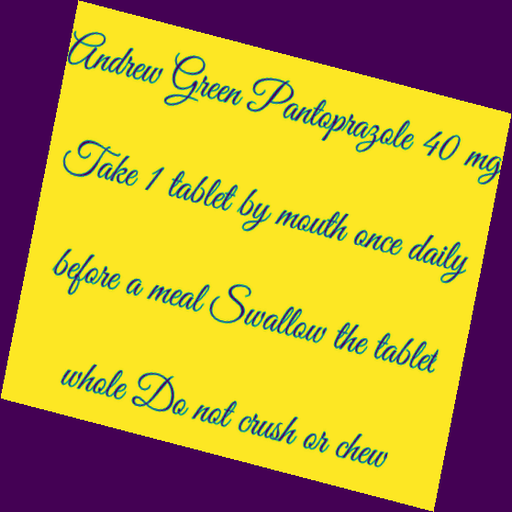 Andrew Green Pantoprazole 40 mg
Take 1 tablet by mouth once daily
before a meal Swallow the tablet
whole Do not crush or chew